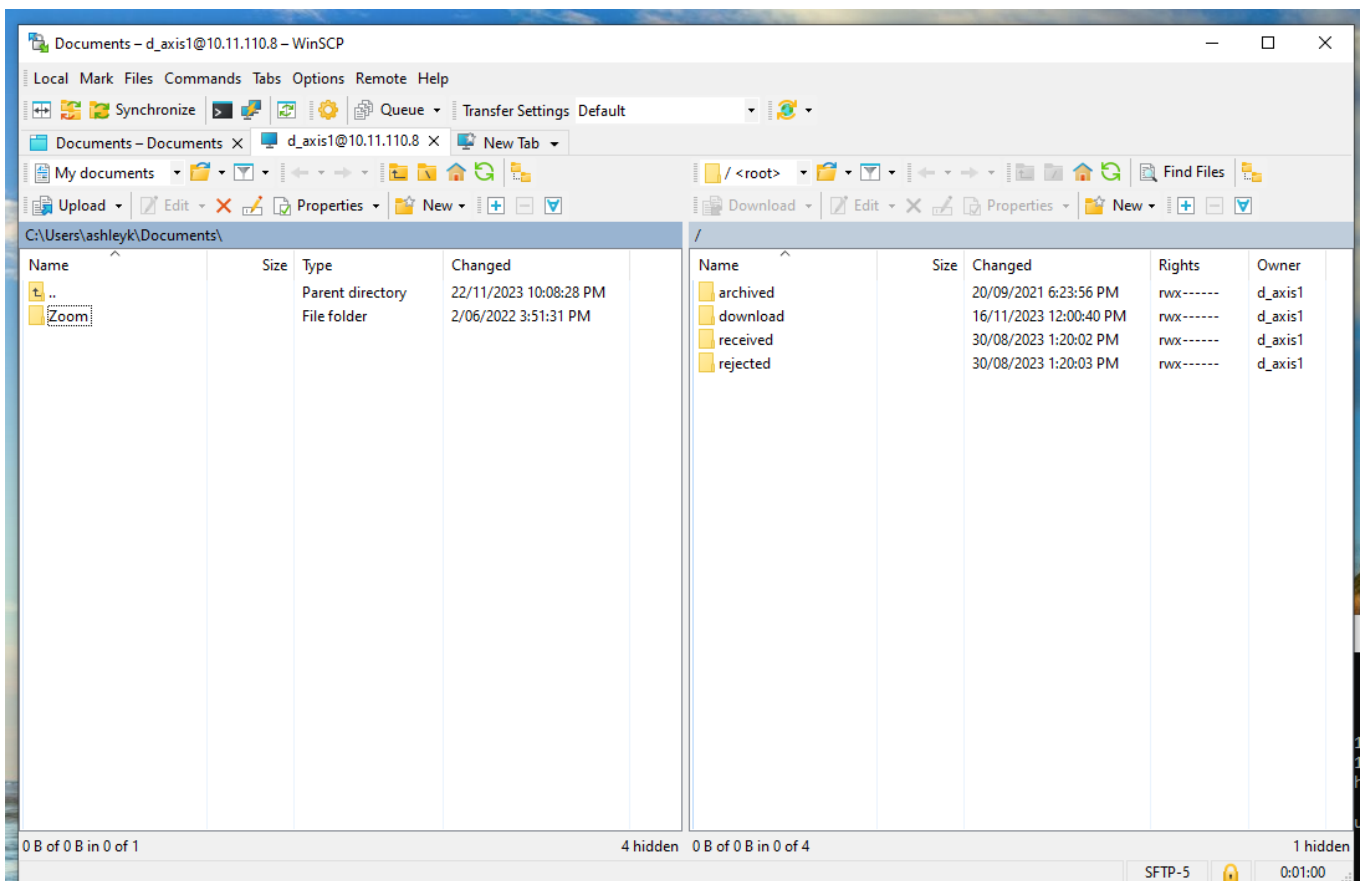 Documents – d_axis1@10.11.110.8 – WinSCP
Local Mark Files Commands Tabs Options Remote Help
Synchronize Queue Transfer Settings Default
Documents – Documents d_axis1@10.11.110.8 New Tab
My documents / <root> Find Files
Upload Edit Properties New Download Edit Properties New
C:\Users\ashleyk\Documents\ /
Name Size Type Changed Name Size Changed Rights Owner
.. Parent directory 22/11/2023 10:08:28 PM archived 20/09/2021 6:23:56 PM rwx------ d_axis1
Zoom File folder 2/06/2022 3:51:31 PM download 16/11/2023 12:00:40 PM rwx------ d_axis1
received 30/08/2023 1:20:02 PM rwx------ d_axis1
rejected 30/08/2023 1:20:03 PM rwx------ d_axis1
0 B of 0 B in 0 of 1 4 hidden 0 B of 0 B in 0 of 4 1 hidden
SFTP-5 0:01:00